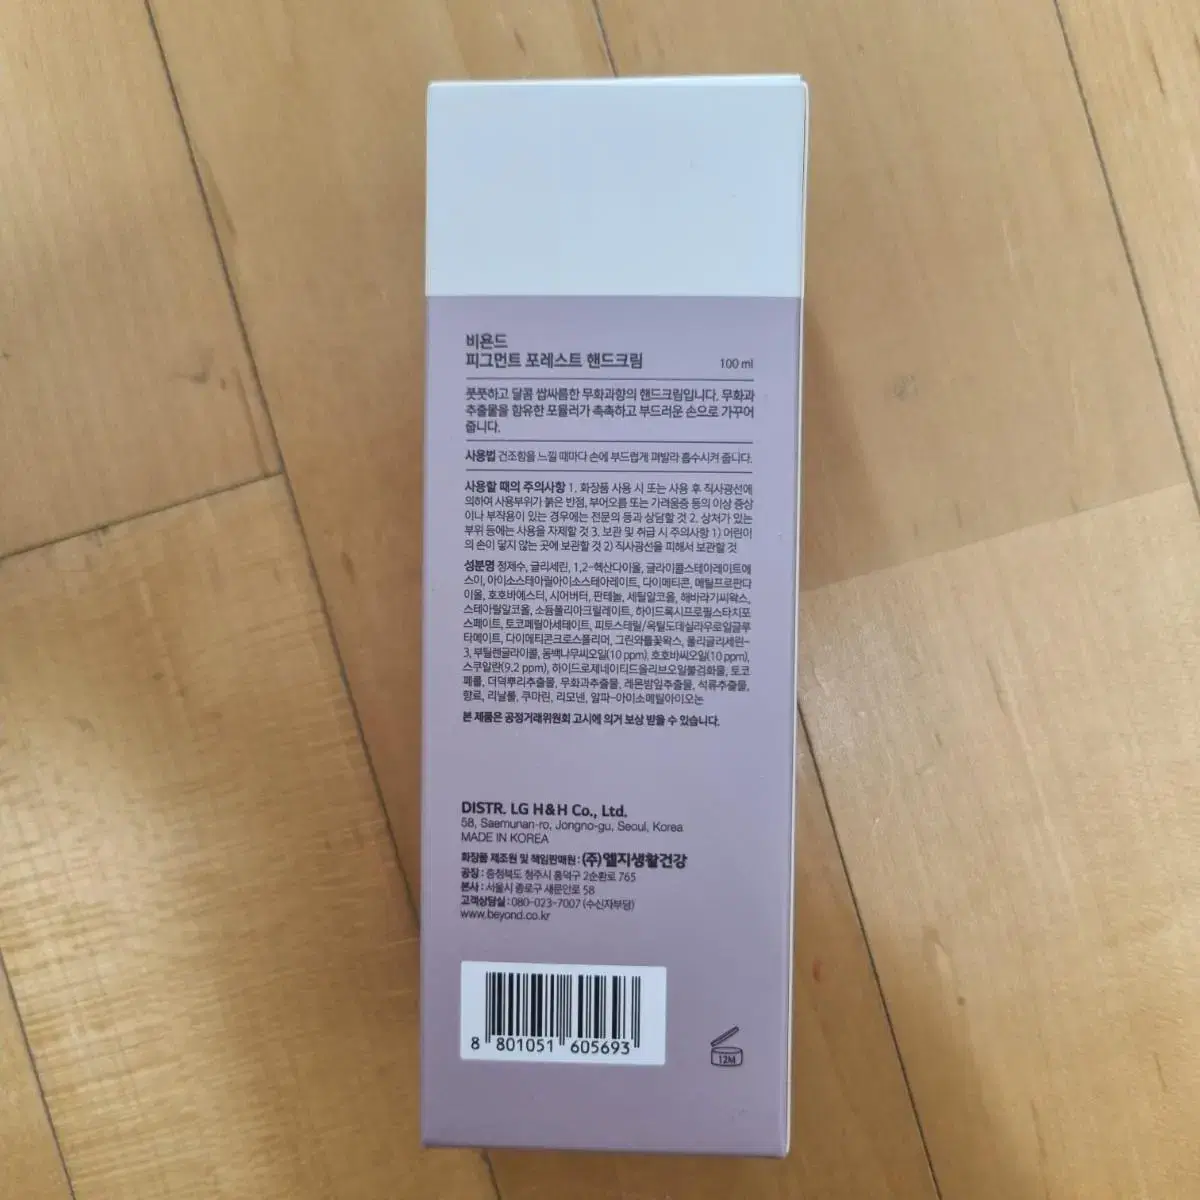 비욘드
피그먼트 포레스트 핸드크림 100 ml
풋풋하고 달콤 쌉싸름한 무화과향의 핸드크림입니다. 무화과
추출물을 함유한 포뮬러가 촉촉하고 부드러운 손으로 가꾸어
줍니다.
사용법 건조함을 느낄 때마다 손에 부드럽게 펴발라 흡수시켜 줍니다.
사용할 때의 주의사항 1. 화장품 사용 시 또는 사용 후 직사광선에
의하여 사용부위가 붉은 반점, 부어오름 또는 가려움증 등의 이상 증상
이나 부작용이 있는 경우에는 전문의 등과 상담할 것 2. 상처가 있는
부위 등에는 사용을 자제할 것 3. 보관 및 취급 시 주의사항 1) 어린이
의 손이 닿지 않는 곳에 보관할 것 2) 직사광선을 피해서 보관할 것
성분명 정제수, 글리세린, 1,2-헥산다이올, 글라이콜스테아레이트에
스이, 아이소스테아릴아이소스테아레이트, 다이메티콘, 메틸프로판다
이올, 호호바에스터, 시어버터, 판테놀, 세틸알코올, 해바라기씨왁스,
스테아릴알코올, 소듐폴리아크릴레이트, 하이드록시프로필스타치포
스페이트, 토코페릴아세테이트, 피토스테릴/옥틸도데실라우로일글루
타메이트, 다이메티콘크로스폴리머, 그린와틀꽃왁스, 폴리글리세린-
3, 부틸렌글라이콜, 동백나무씨오일(10 ppm), 호호바씨오일(10 ppm),
스쿠알란(9.2 ppm), 하이드로제네이티드올리브오일불검화물, 토코
페롤, 더덕뿌리추출물, 무화과추출물, 레몬밤잎추출물, 석류추출물,
향료, 리날룰, 쿠마린, 리모넨, 알파-아이소메틸아이오논
본 제품은 공정거래위원회 고시에 의거 보상 받을 수 있습니다.
DISTR. LG H&H Co., Ltd.
58, Saemunan-ro, Jongno-gu, Seoul, Korea
MADE IN KOREA
화장품 제조원 및 책임판매원 : (주)엘지생활건강
공장 : 충청북도 청주시 흥덕구 2순환로 765
본사 : 서울시 종로구 새문안로 58
고객상담실 : 080-023-7007 (수신자부담)
www.beyond.co.kr
8 801051 605693
12M